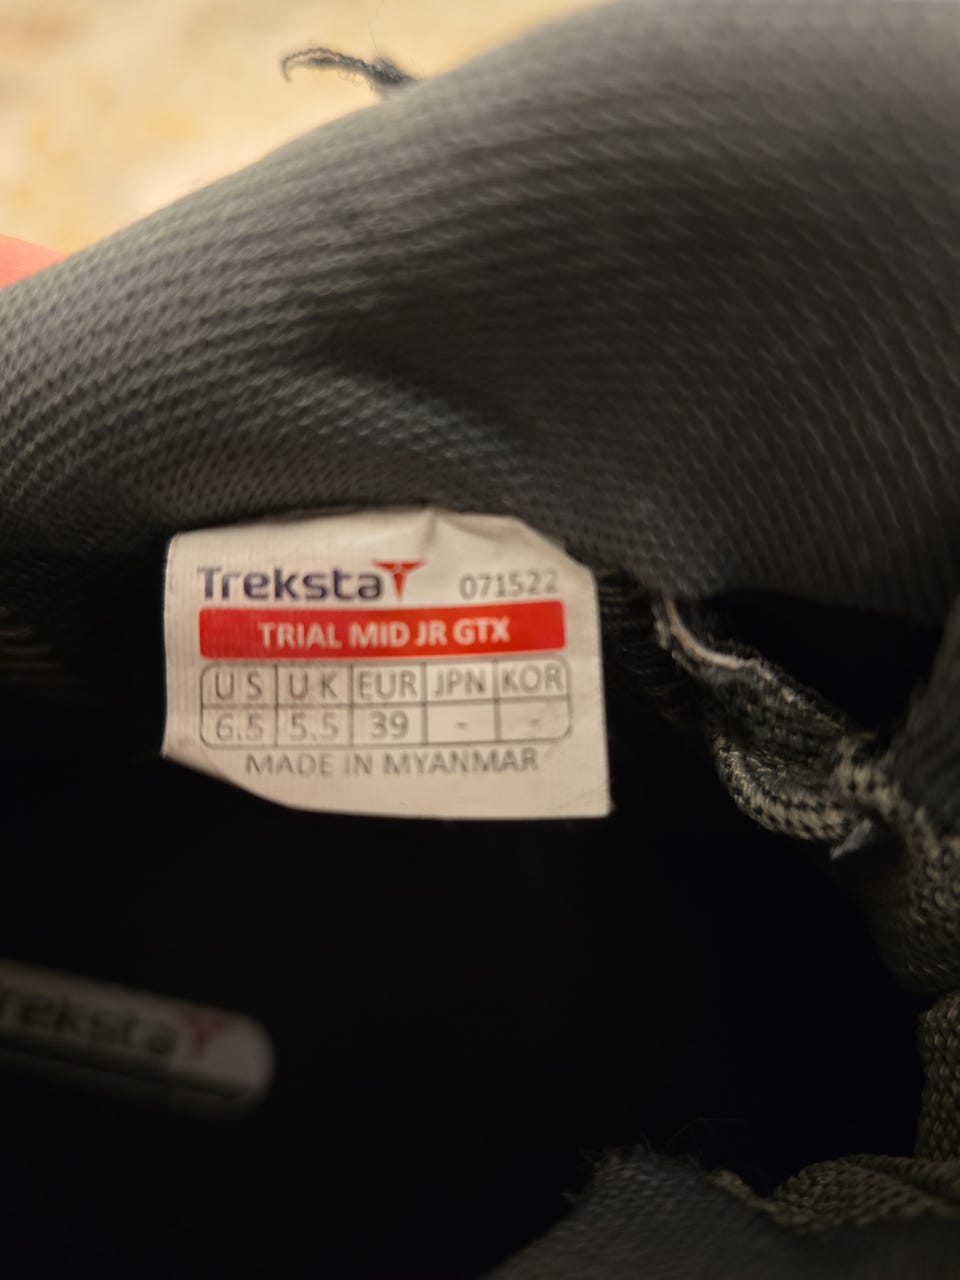 Treksta 071522
TRIAL MID JR GTX
US UK EUR JPN KOR
6.5 5.5 39 - -
MADE IN MYANMAR
Treksta